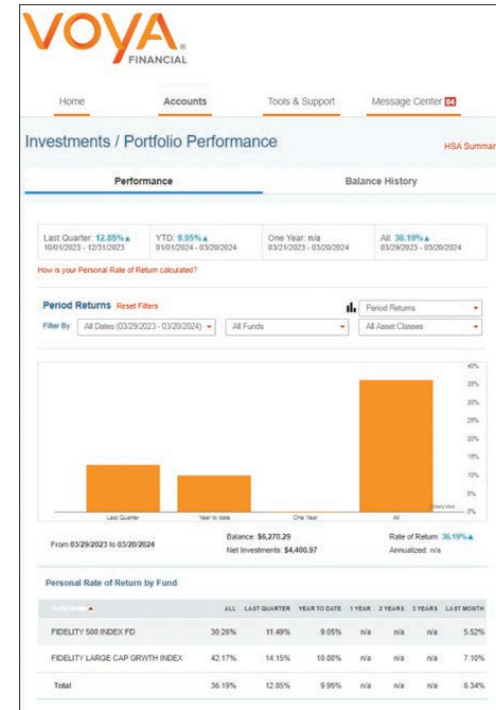 VOYA
FINANCIAL
Home Accounts Tools & Support Message Center 84
Investments / Portfolio Performance
HSA Summar
Performance Balance History
Last Quarter: 12.85% ▲ YTD: 9.95% ▲ One Year: n/a All: 36.19% ▲
10/01/2023 - 12/31/2023 01/01/2024 - 03/20/2024 03/21/2023 - 03/20/2024 03/29/2023 - 03/20/2024
How is your Personal Rate of Return calculated?
Period Returns Reset Filters Period Returns
Filter By All Dates (03/29/2023 - 03/20/2024) All Funds All Asset Classes
40%
35%
30%
25%
20%
15%
10%
5%
0%
Last Quarter Year to date One Year All
From 03/29/2023 to 03/20/2024
Balance: $6,270.29 Rate of Return: 36.19% ▲
Net Investments: $4,400.97 Annualized: n/a
Personal Rate of Return by Fund
ALL LAST QUARTER YEAR TO DATE 1 YEAR 2 YEARS 3 YEARS LAST MONTH
FIDELITY 500 INDEX FD 30.26% 11.49% 9.05% n/a n/a n/a 5.52%
FIDELITY LARGE CAP GRWTH INDEX 42.17% 14.15% 10.80% n/a n/a n/a 7.10%
Total 36.19% 12.85% 9.95% n/a n/a n/a 6.34%